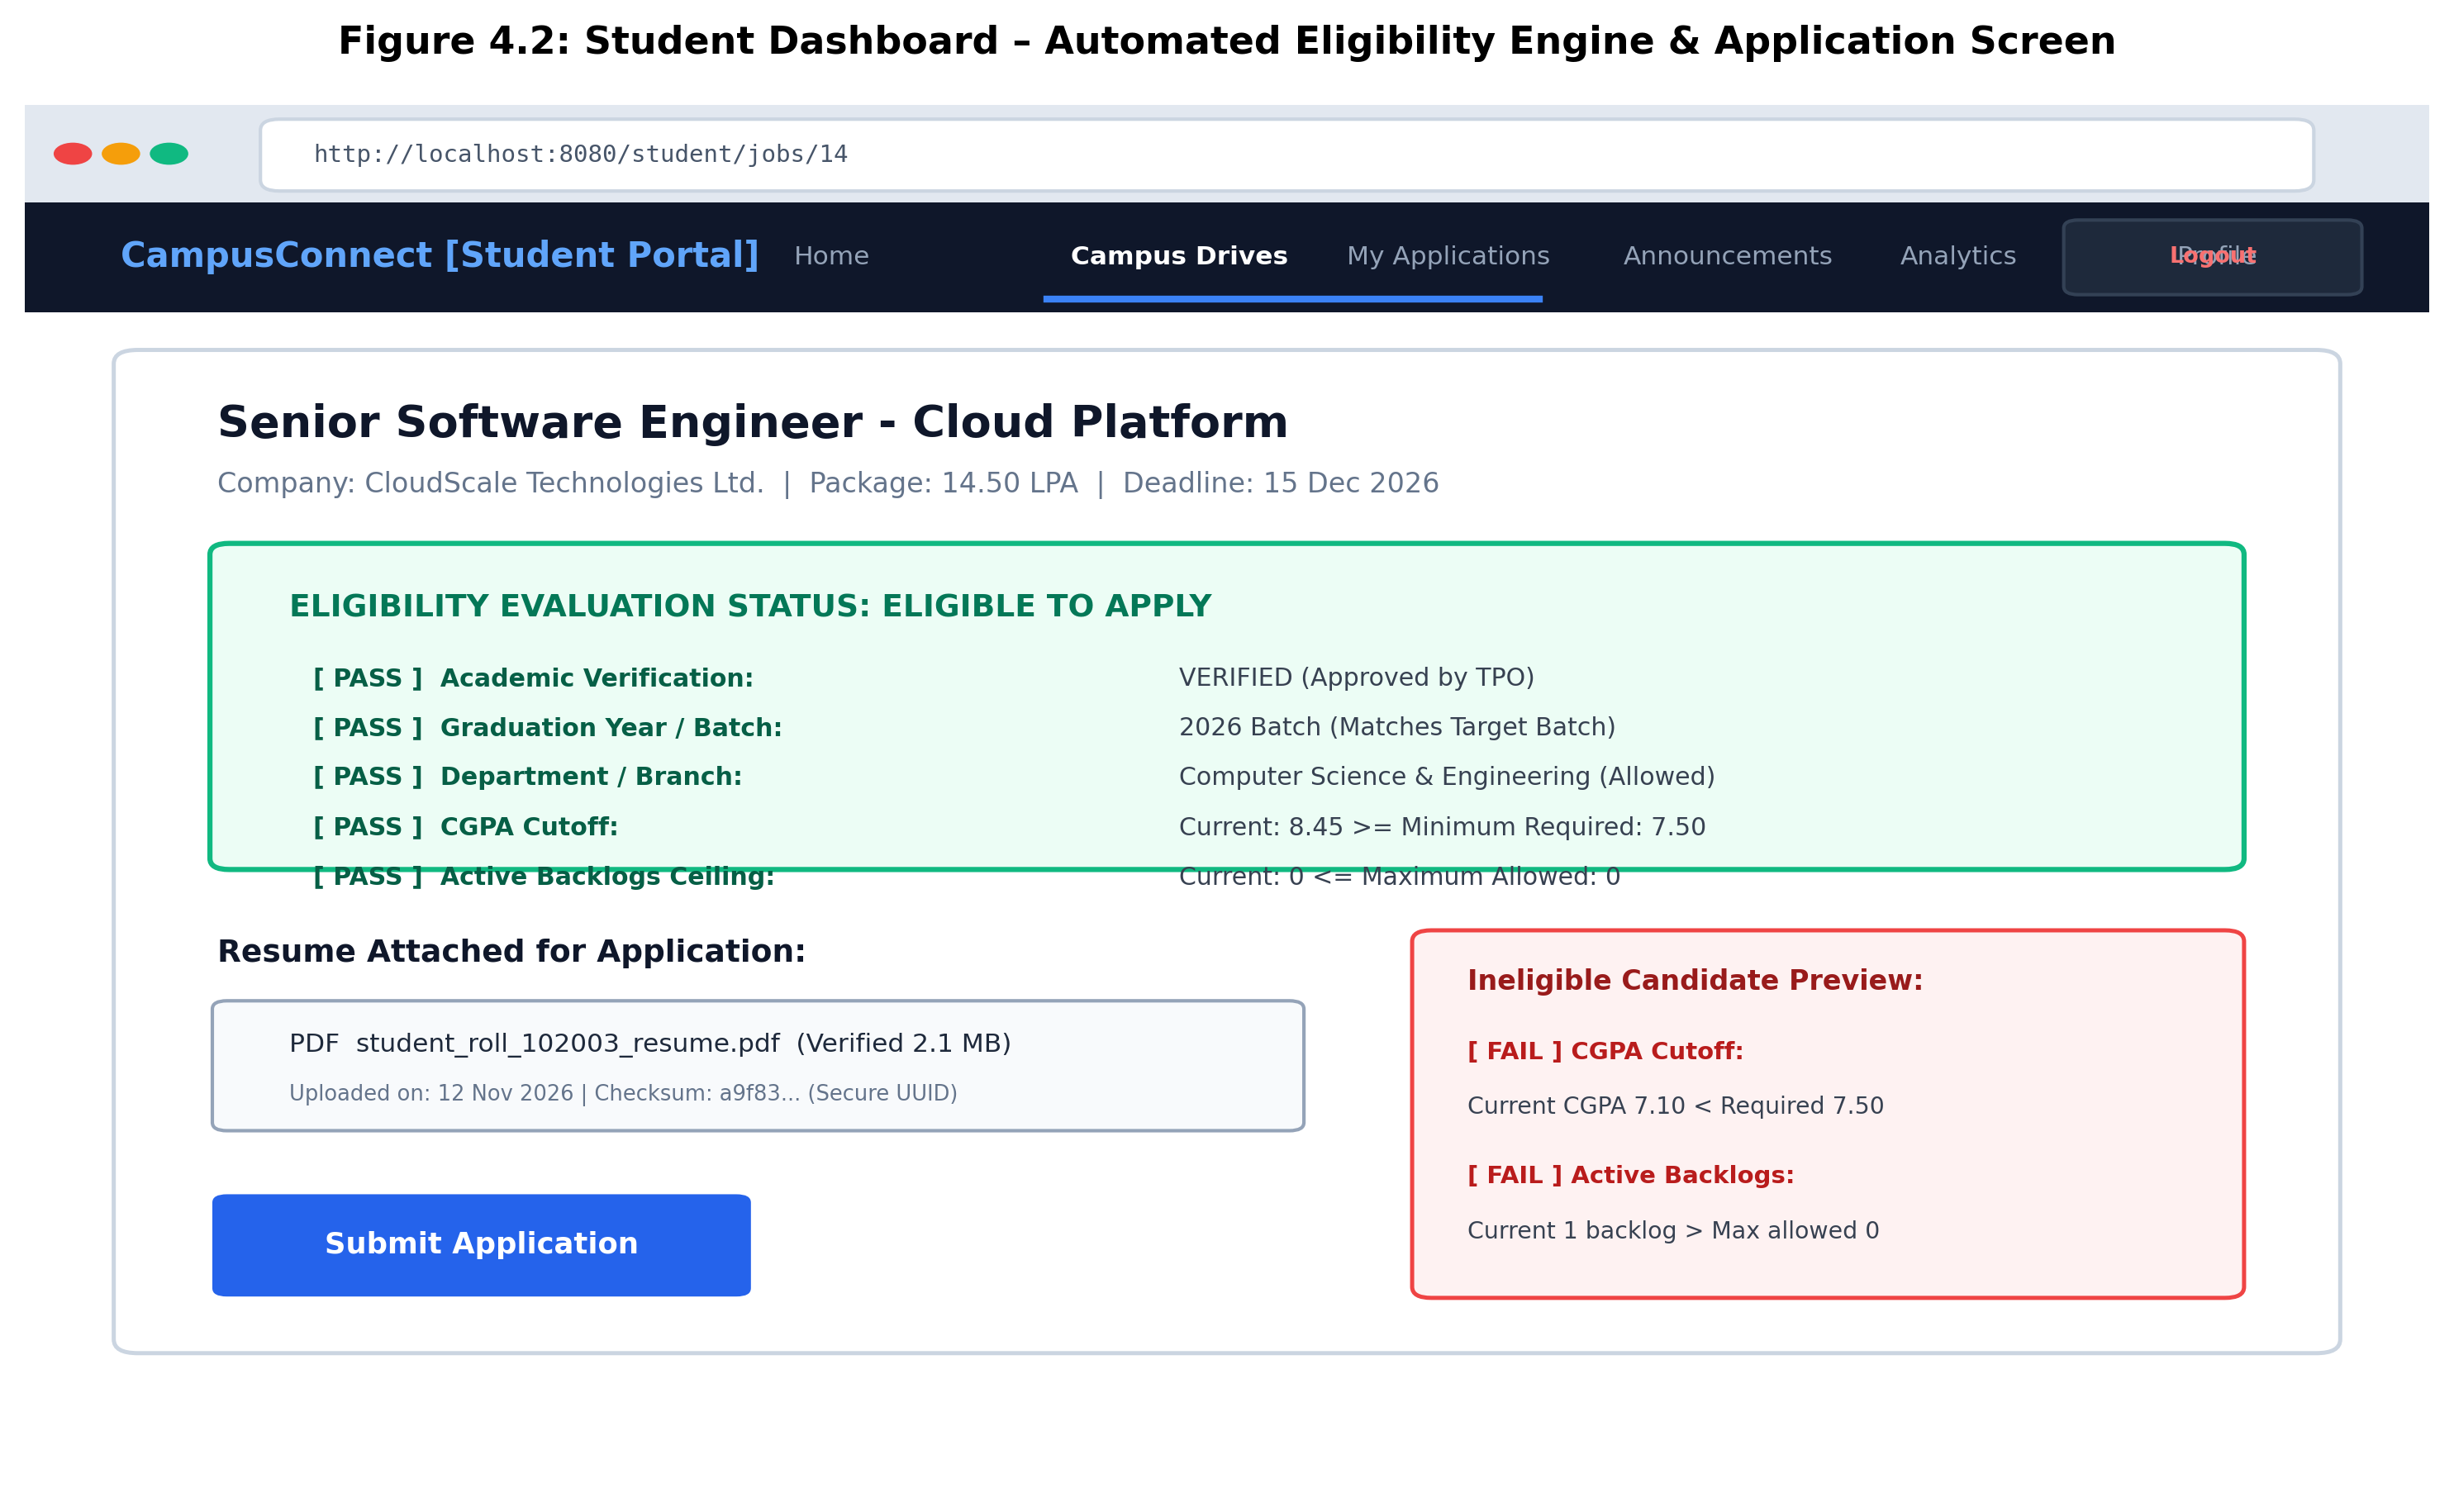 Figure 4.2: Student Dashboard – Automated Eligibility Engine & Application Screen
http://localhost:8080/student/jobs/14
CampusConnect [Student Portal] Home Campus Drives My Applications Announcements Analytics Profile Logout
Senior Software Engineer - Cloud Platform
Company: CloudScale Technologies Ltd. | Package: 14.50 LPA | Deadline: 15 Dec 2026
ELIGIBILITY EVALUATION STATUS: ELIGIBLE TO APPLY
[ PASS ] Academic Verification: VERIFIED (Approved by TPO)
[ PASS ] Graduation Year / Batch: 2026 Batch (Matches Target Batch)
[ PASS ] Department / Branch: Computer Science & Engineering (Allowed)
[ PASS ] CGPA Cutoff: Current: 8.45 >= Minimum Required: 7.50
[ PASS ] Active Backlogs Ceiling: Current: 0 <= Maximum Allowed: 0
Resume Attached for Application:
PDF student_roll_102003_resume.pdf (Verified 2.1 MB)
Uploaded on: 12 Nov 2026 | Checksum: a9f83... (Secure UUID)
Submit Application
Ineligible Candidate Preview:
[ FAIL ] CGPA Cutoff:
Current CGPA 7.10 < Required 7.50
[ FAIL ] Active Backlogs:
Current 1 backlog > Max allowed 0